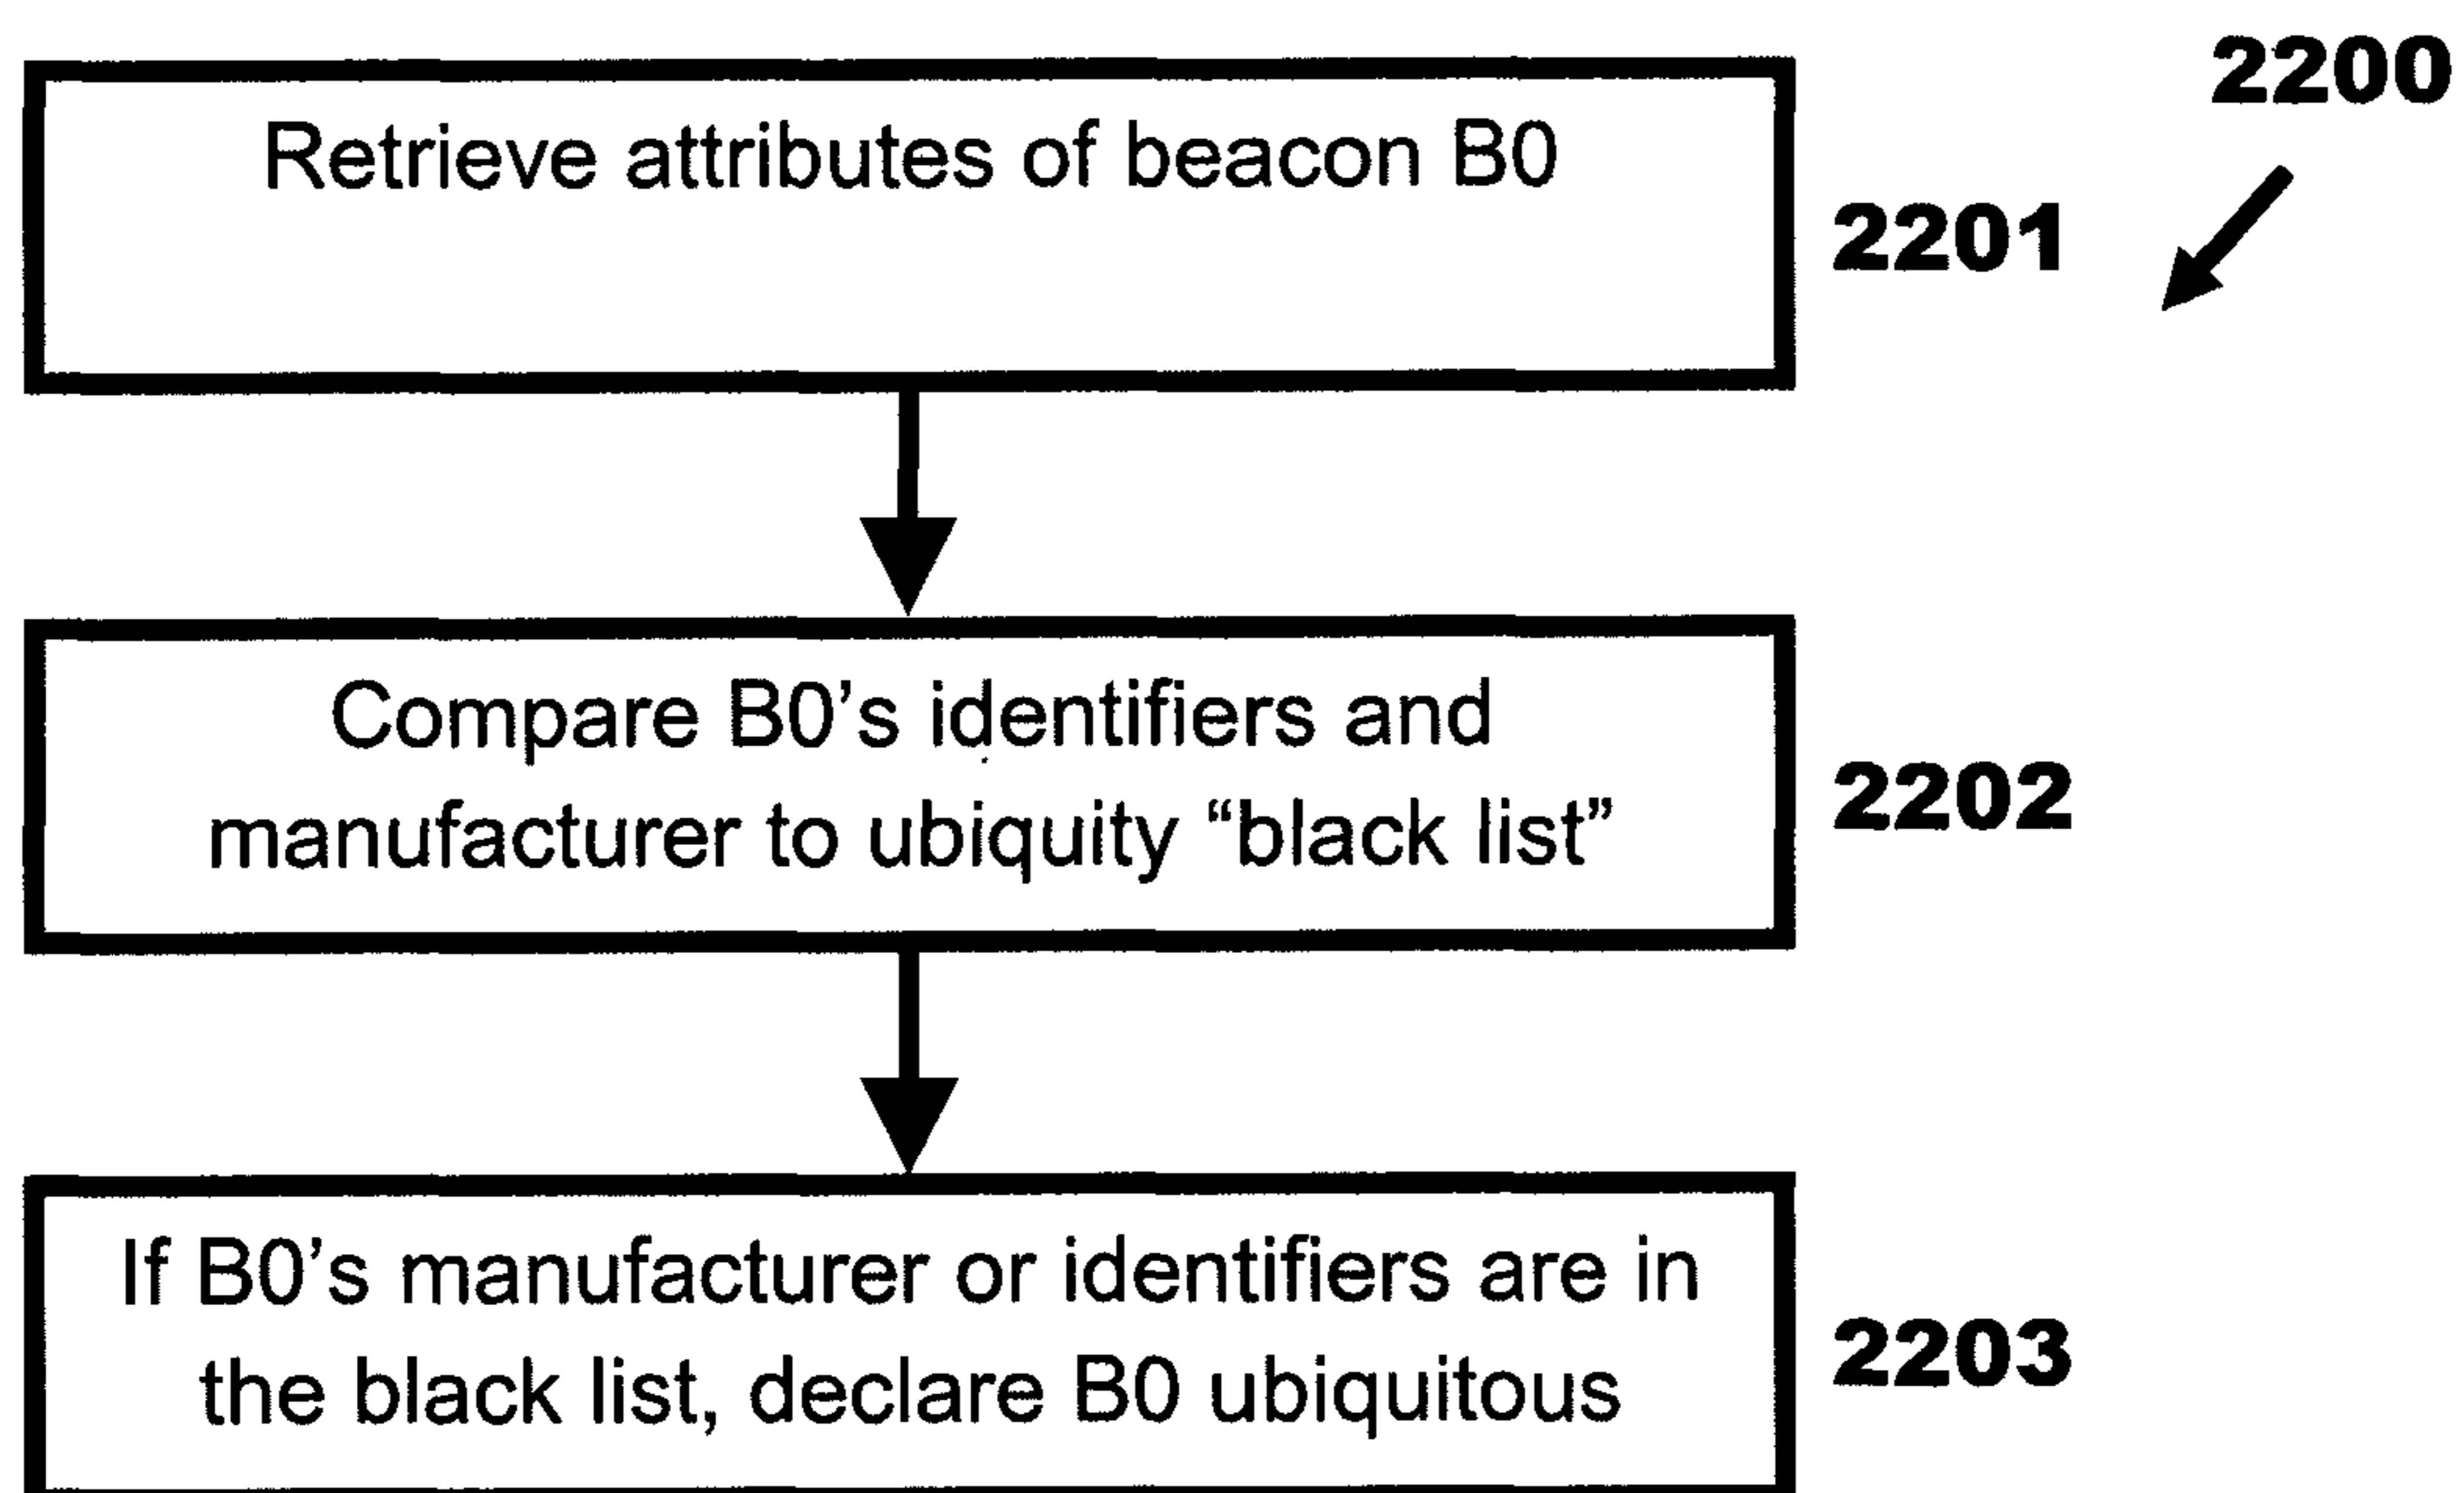 2200
Retrieve attributes of beacon B0
2201
Compare B0’s identifiers and
manufacturer to ubiquity “black list”
2202
If B0’s manufacturer or identifiers are in
the black list, declare B0 ubiquitous
2203